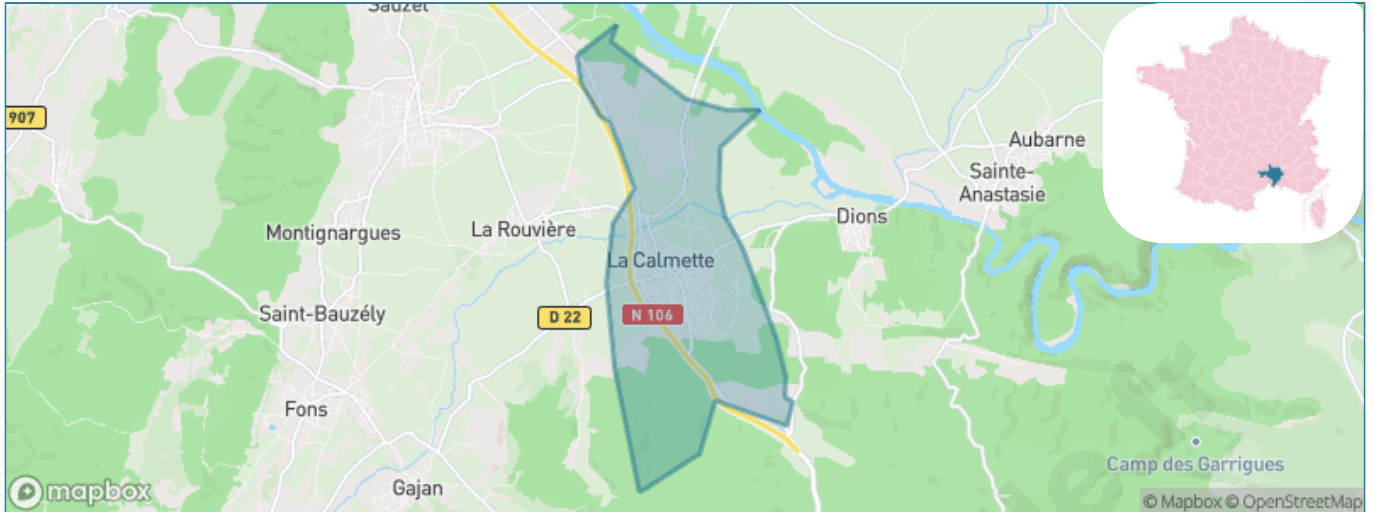 Sauzet
907
Aubarne
Sainte-
Anastasie
Dions
La Rouvière
Montignargues
La Calmette
Saint-Bauzély
D 22
N 106
Fons
Camp des Garrigues
Gajan
mapbox
© Mapbox © OpenStreetMap